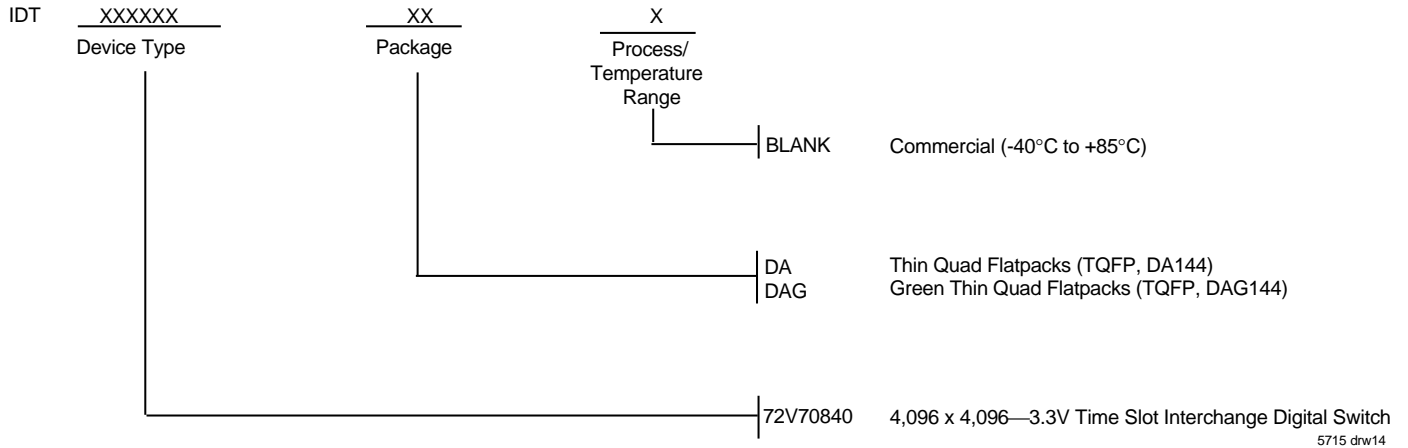 IDT XXXXXX XX X
Device Type Package Process/
Temperature
Range
BLANK Commercial (-40°C to +85°C)
DA Thin Quad Flatpacks (TQFP, DA144)
DAG Green Thin Quad Flatpacks (TQFP, DAG144)
72V70840 4,096 x 4,096—3.3V Time Slot Interchange Digital Switch
5715 drw14